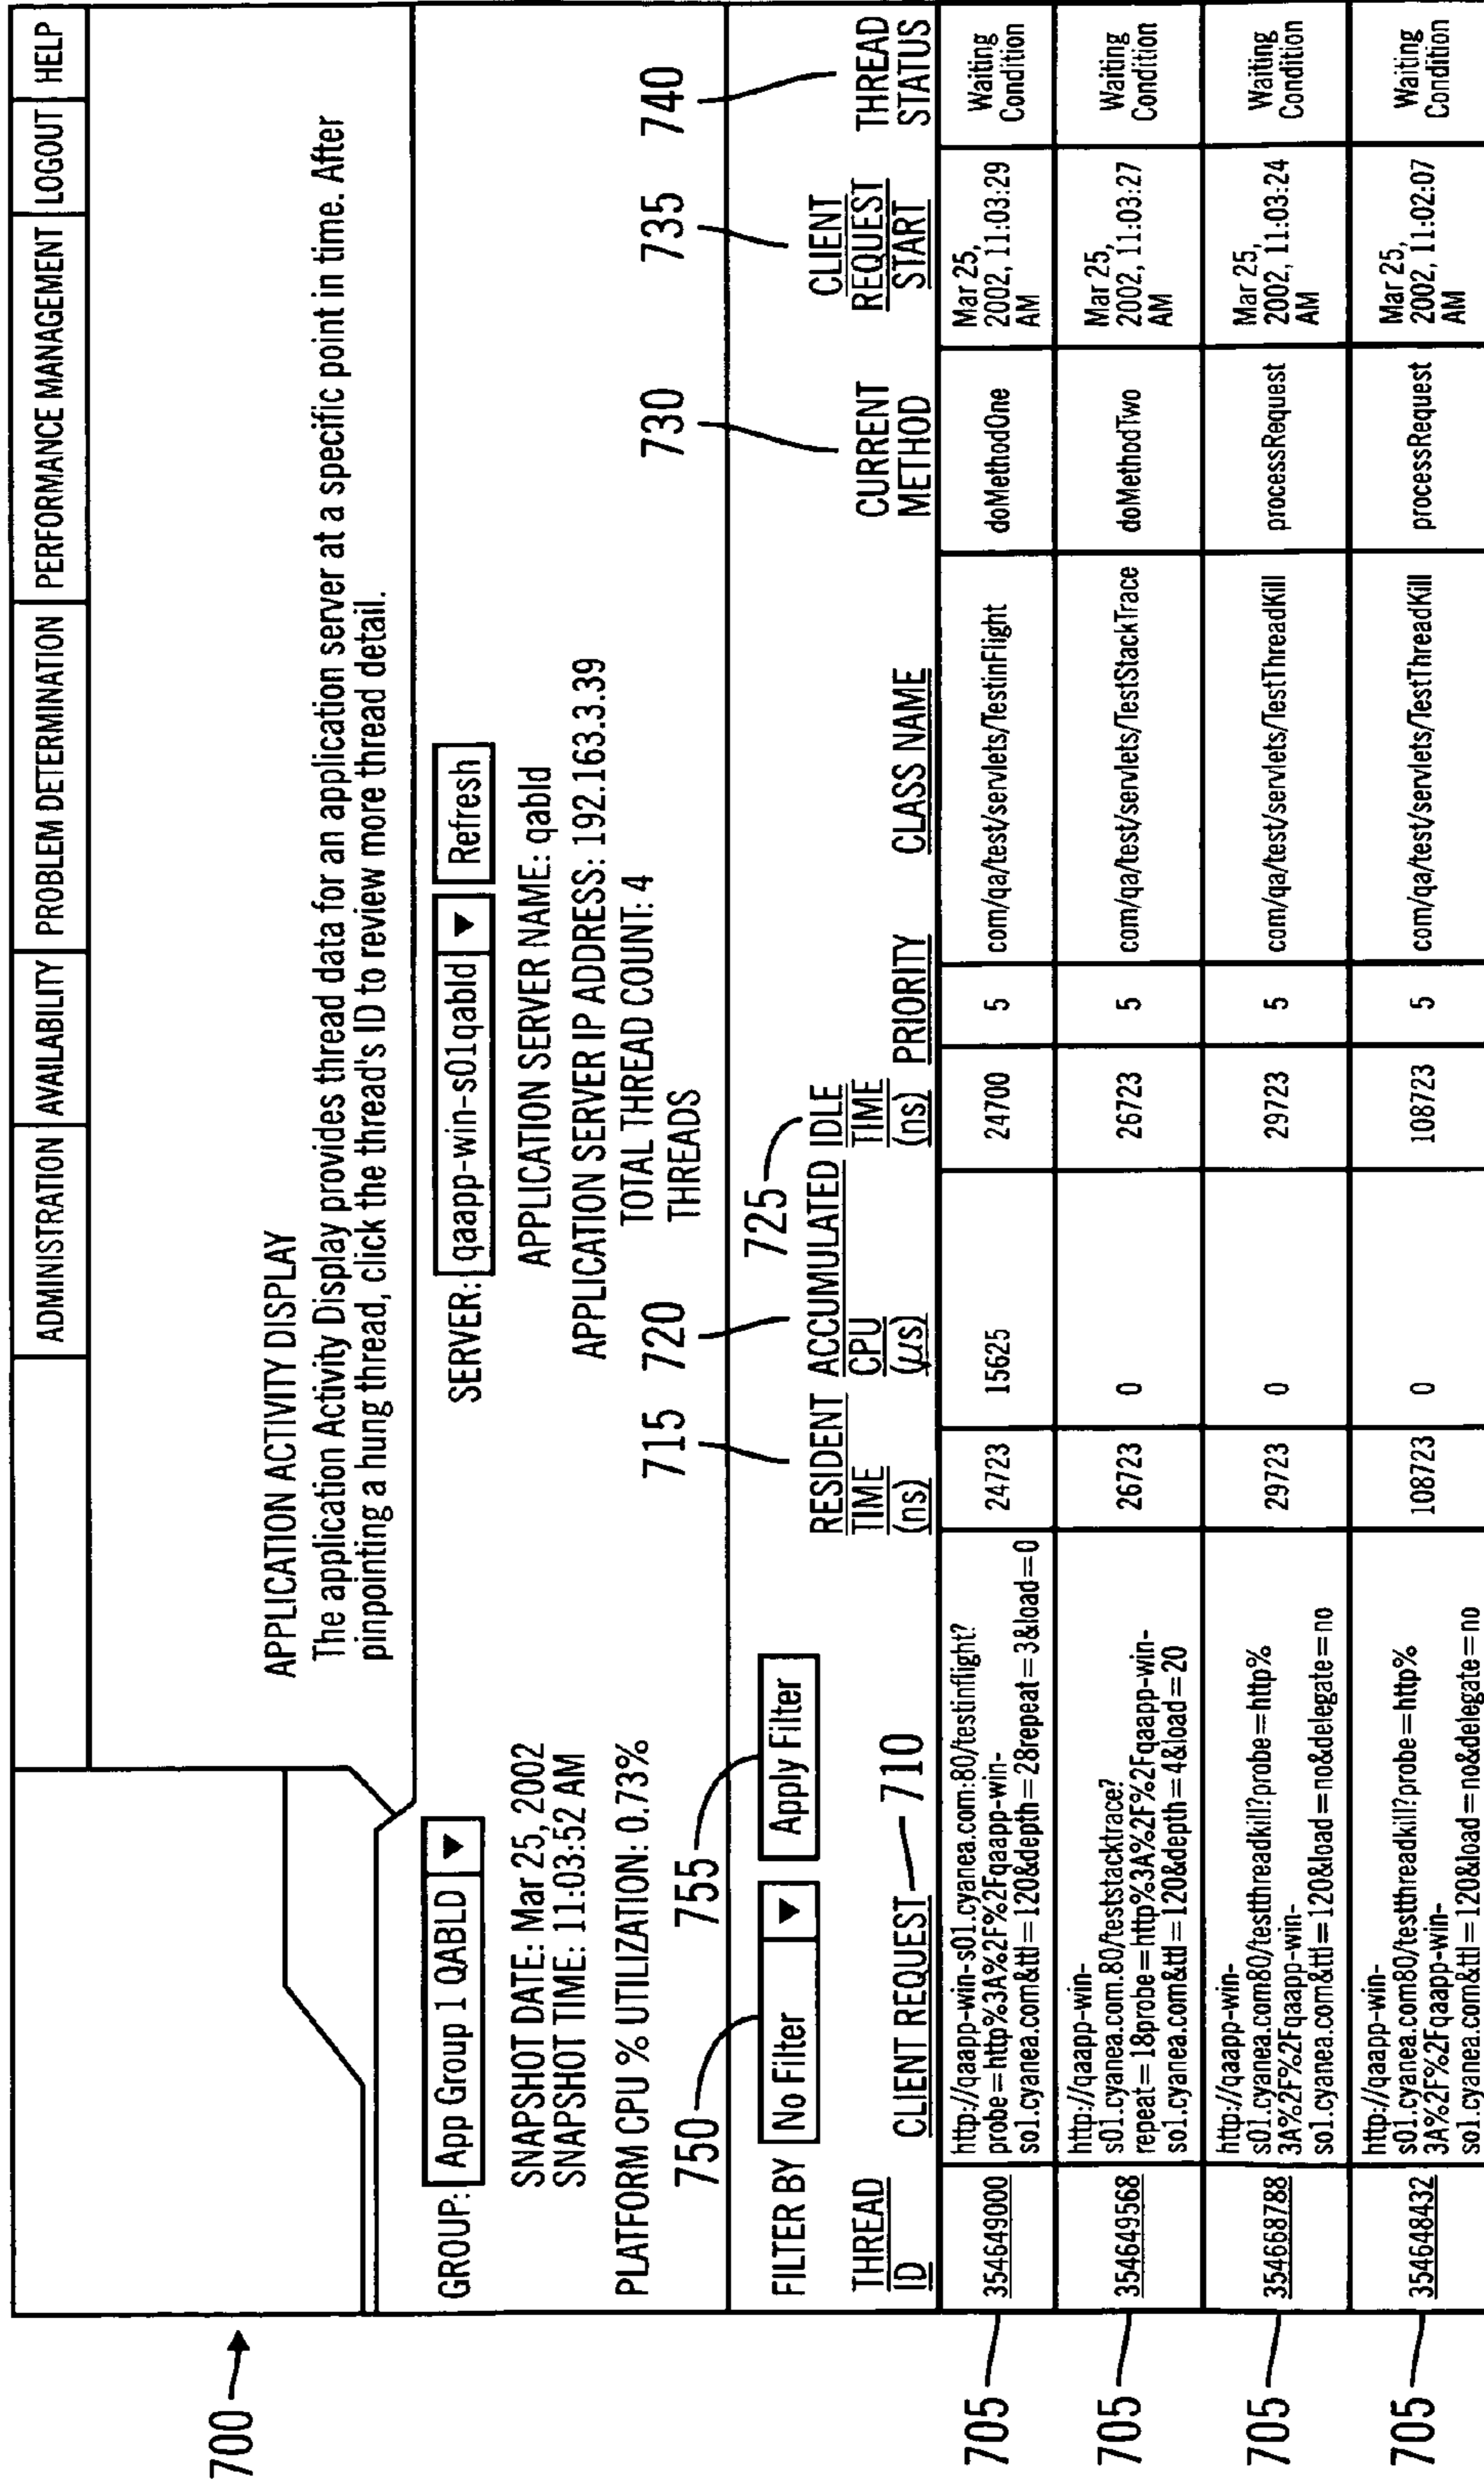 ADMINISTRATION AVAILABILITY PROBLEM DETERMINATION PERFORMANCE MANAGEMENT LOGOUT HELP
700
APPLICATION ACTIVITY DISPLAY
The application Activity Display provides thread data for an application server at a specific point in time. After
pinpointing a hung thread, click the thread's ID to review more thread detail.
GROUP: App Group 1 QABLD ▼ SERVER: qaapp-win-s01qabld ▼ Refresh
SNAPSHOT DATE: Mar 25, 2002 APPLICATION SERVER NAME: qabld
SNAPSHOT TIME: 11:03:52 AM APPLICATION SERVER IP ADDRESS: 192.163.3.39
PLATFORM CPU % UTILIZATION: 0.73% TOTAL THREAD COUNT: 4
THREADS
750 755 715 720 725 730 735 740
FILTER BY No Filter ▼ Apply Filter
THREAD
ID
CLIENT REQUEST 710
RESIDENT
TIME
(ns)
ACCUMULATED
CPU
(μs)
IDLE
TIME
(ns)
PRIORITY
CLASS NAME
CURRENT
METHOD
CLIENT
REQUEST
START
THREAD
STATUS
705
354649000
http://qaapp-win-s01.cyanea.com:80/testinflight?
probe=http%3A%2F%2Fqaapp-win-
so1.cyanea.com&ttl=120&depth=28repeat=3&load=0
24723
15625
24700
5
com/qa/test/servlets/TestinFlight
doMethodOne
Mar 25,
2002, 11:03:29
AM
Waiting
Condition
705
354649568
http://qaapp-win-
s01.cyanea.com.80/teststacktrace?
repeat=18probe=http%3A%2F%2Fqaapp-win-
so1.cyanea.com&ttl=120&depth=4&load=20
26723
0
26723
5
com/qa/test/servlets/TestStackTrace
doMethodTwo
Mar 25,
2002, 11:03:27
AM
Waiting
Condition
705
354668788
http://qaapp-win-
s01.cyanea.com80/testthreadkill?probe=http%
3A%2F%2Fqaapp-win-
so1.cyanea.com&ttl=120&load=no&delegate=no
29723
0
29723
5
com/qa/test/servlets/TestThreadKill
processRequest
Mar 25,
2002, 11:03:24
AM
Waiting
Condition
705
354648432
http://qaapp-win-
s01.cyanea.com80/testthreadkill?probe=http%
3A%2F%2Fqaapp-win-
so1.cyanea.com&ttl=120&load=no&delegate=no
108723
0
108723
5
com/qa/test/servlets/TestThreadKill
processRequest
Mar 25,
2002, 11:02:07
AM
Waiting
Condition